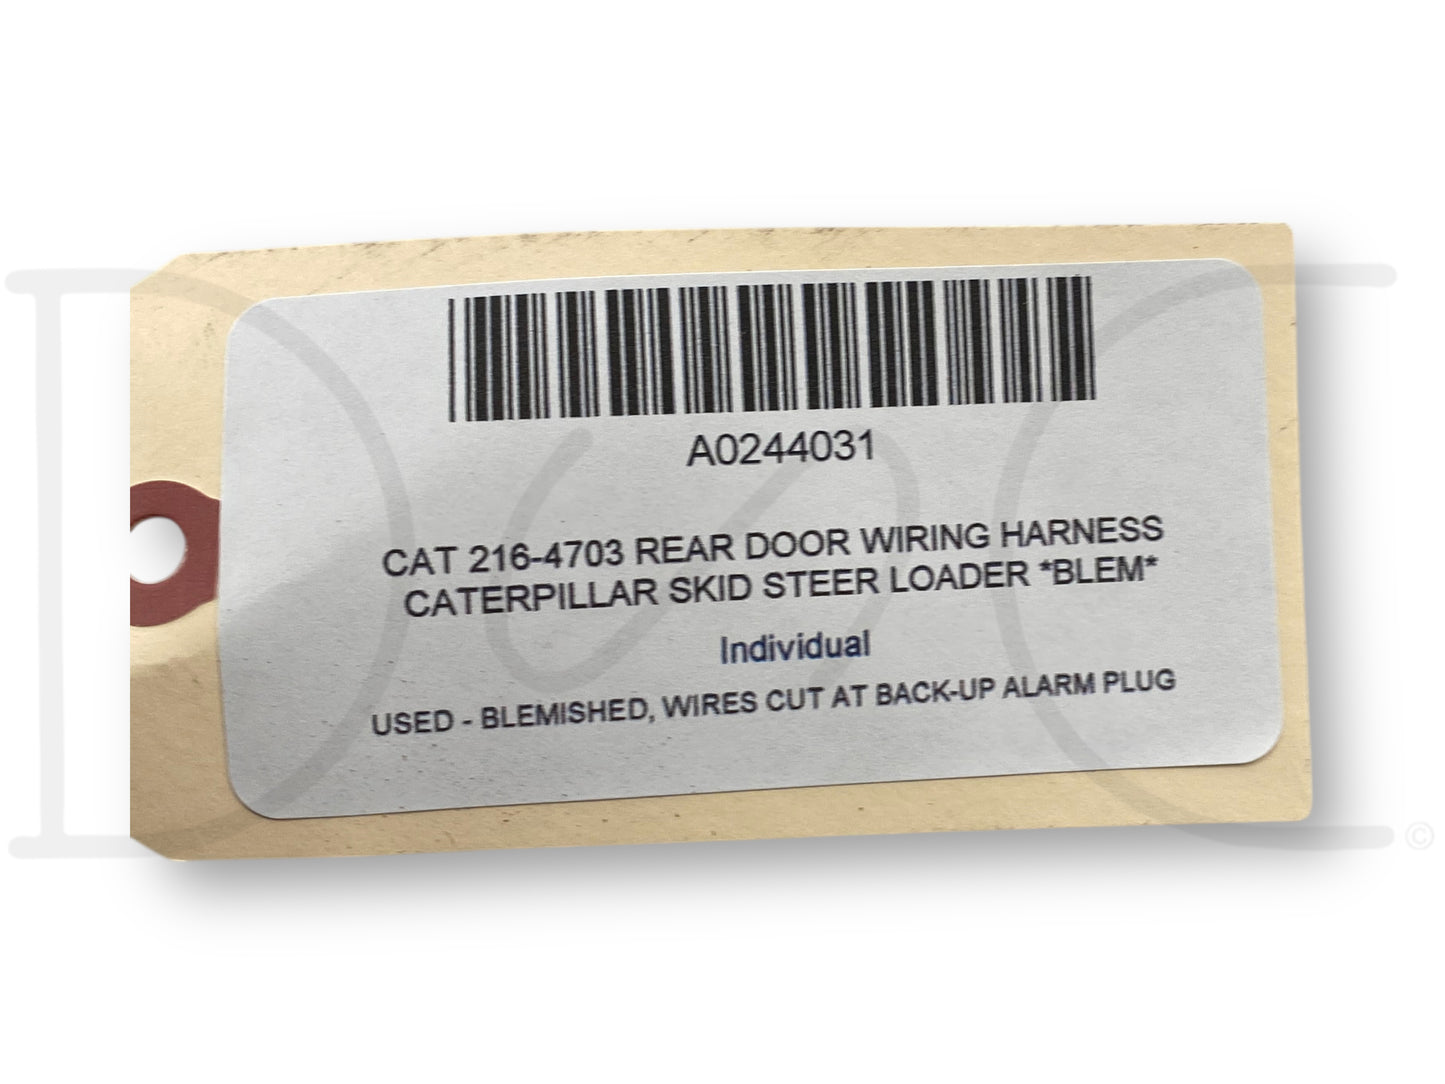 A0244031
CAT 216-4703 REAR DOOR WIRING HARNESS
CATERPILLAR SKID STEER LOADER *BLEM*
Individual
USED - BLEMISHED, WIRES CUT AT BACK-UP ALARM PLUG
©